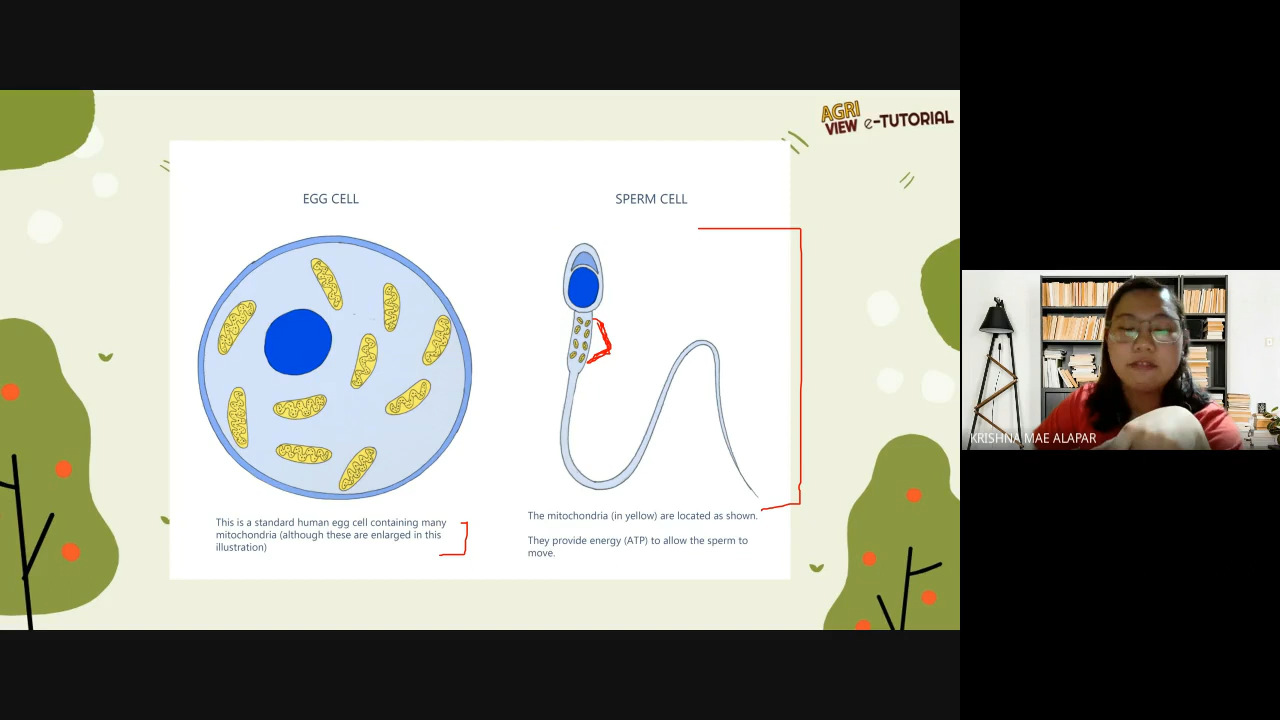 AGRI
VIEW e-TUTORIAL
EGG CELL
SPERM CELL
This is a standard human egg cell containing many
mitochondria (although these are enlarged in this
illustration)
The mitochondria (in yellow) are located as shown.
They provide energy (ATP) to allow the sperm to
move.
KRISHNA MAE ALAPAR